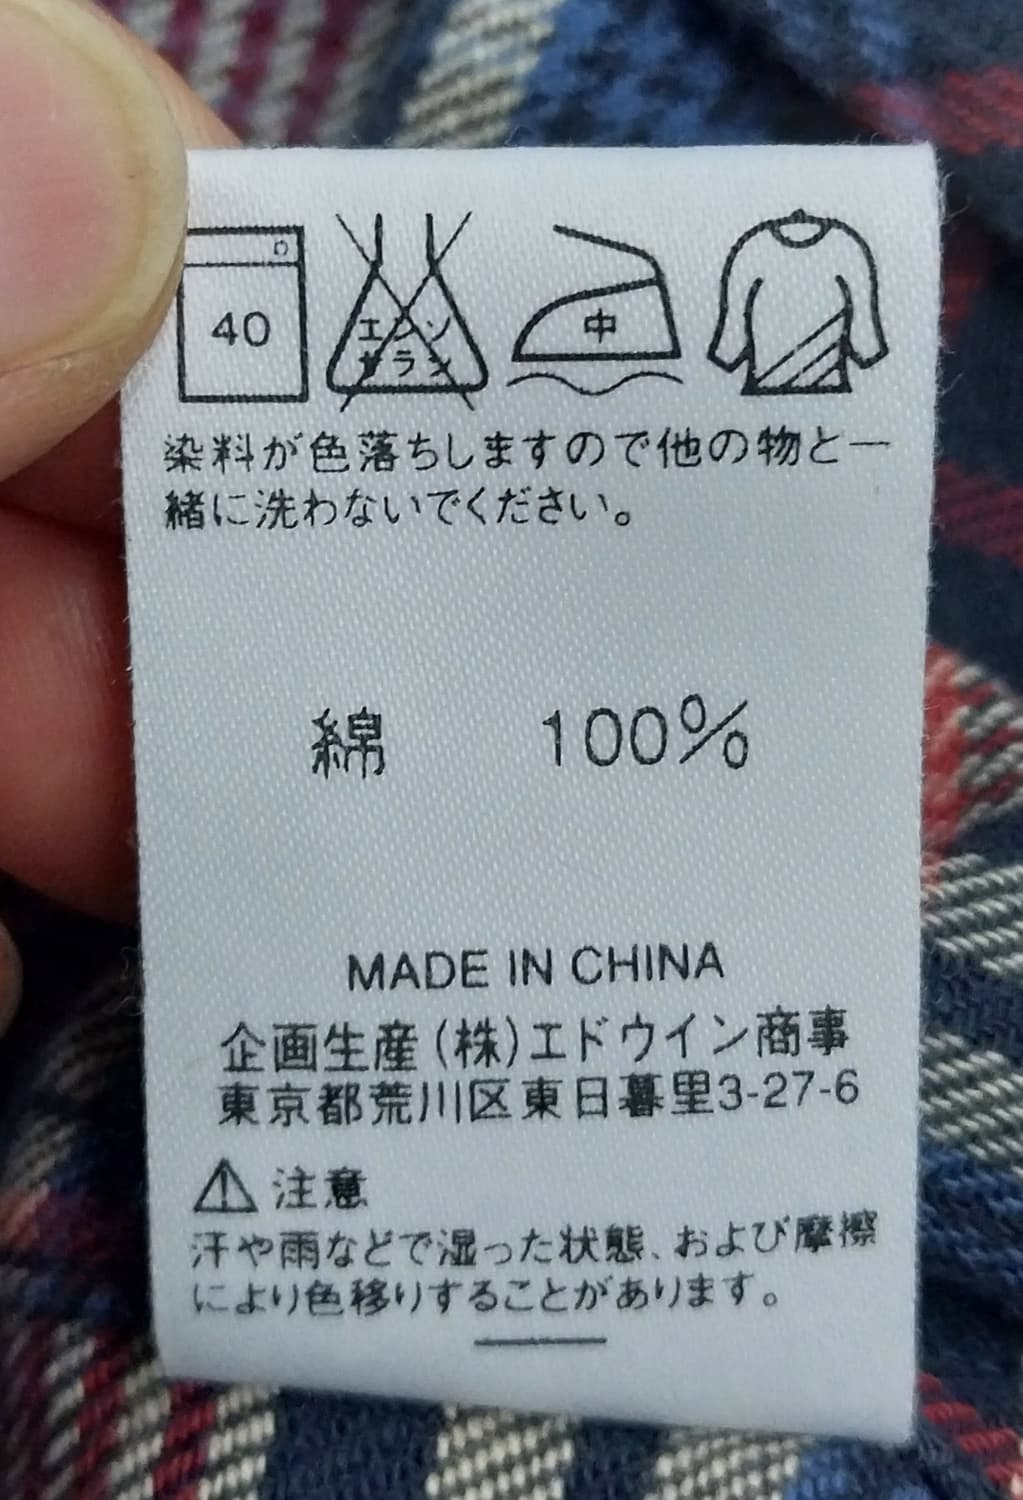 40
エンソ
サラシ
中
染料が色落ちしますので他の物と一
緒に洗わないでください。
綿 100%
MADE IN CHINA
企画生産(株)エドウイン商事
東京都荒川区東日暮里3-27-6
注意
汗や雨などで湿った状態、および摩擦
により色移りすることがあります。